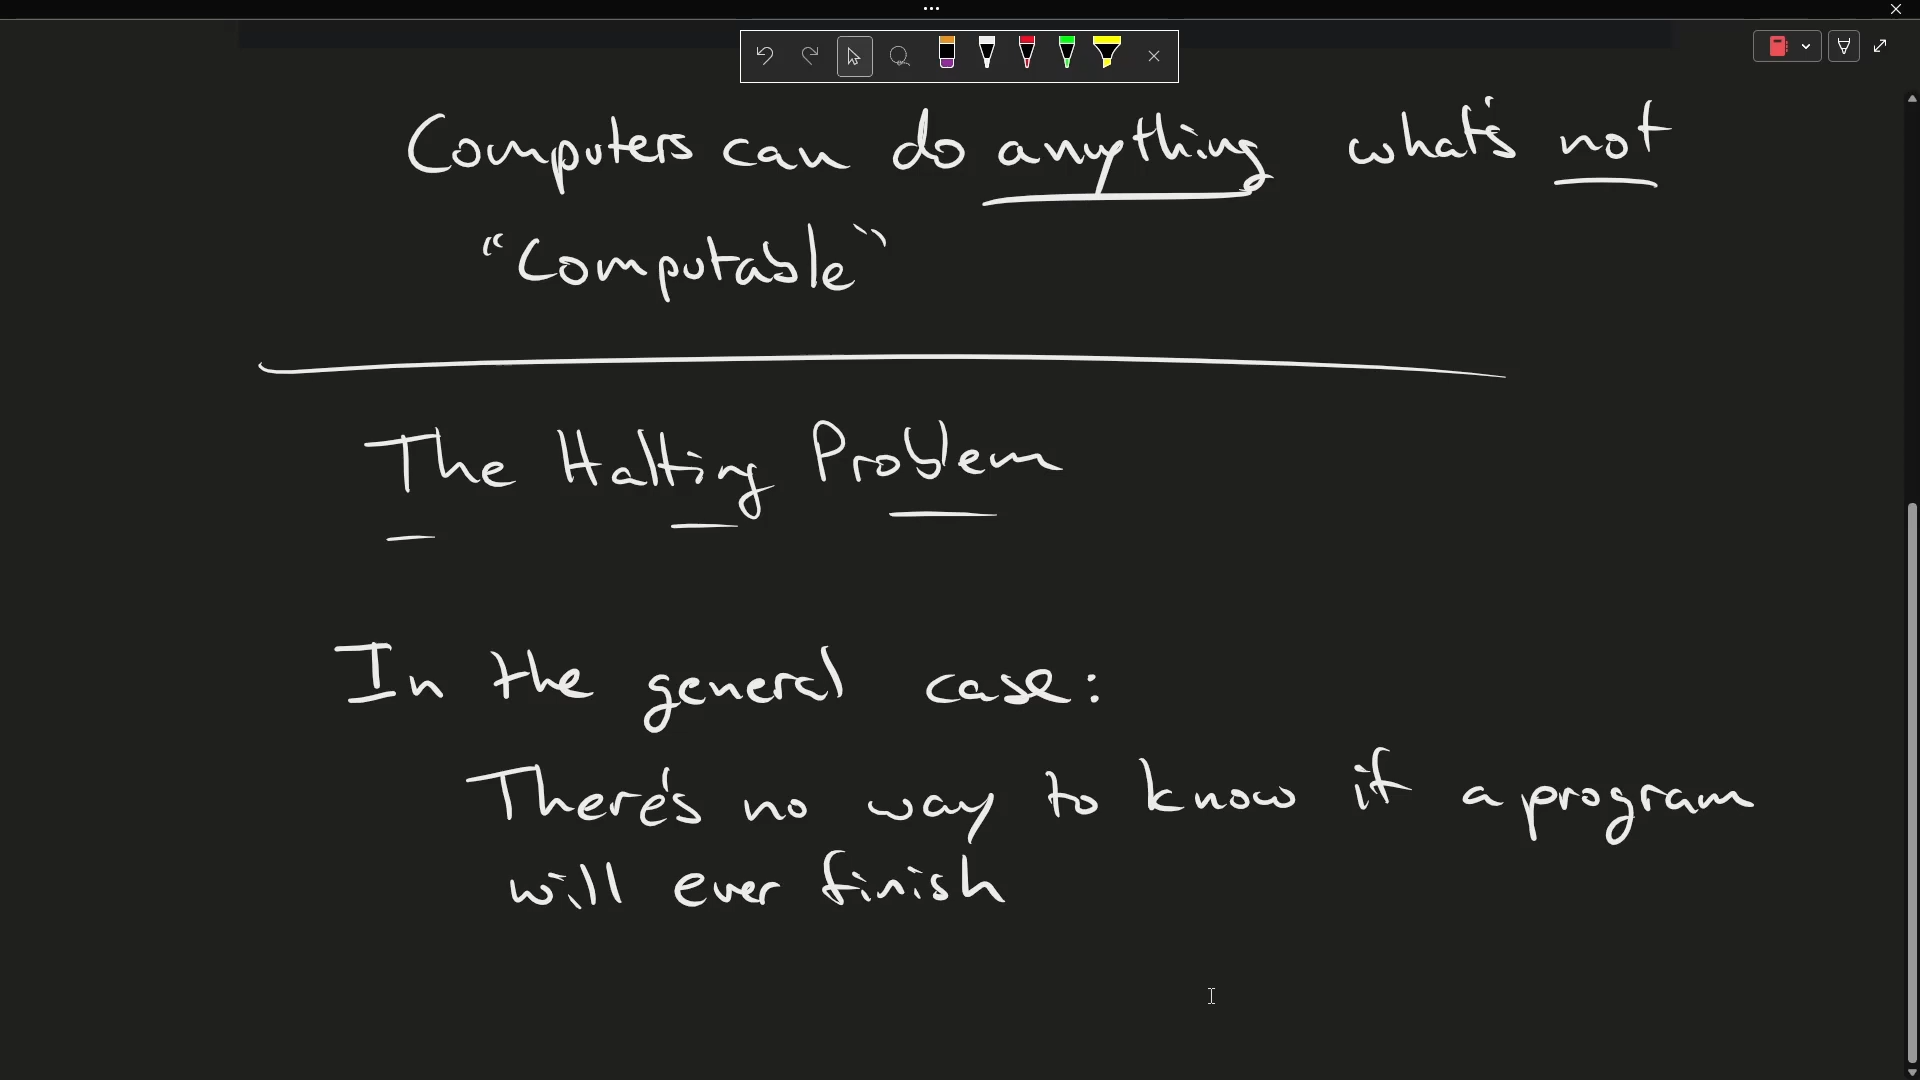 Computers can do anything what's not
"Computable"
The Halting Problem
In the general case:
There's no way to know if a program
will ever finish